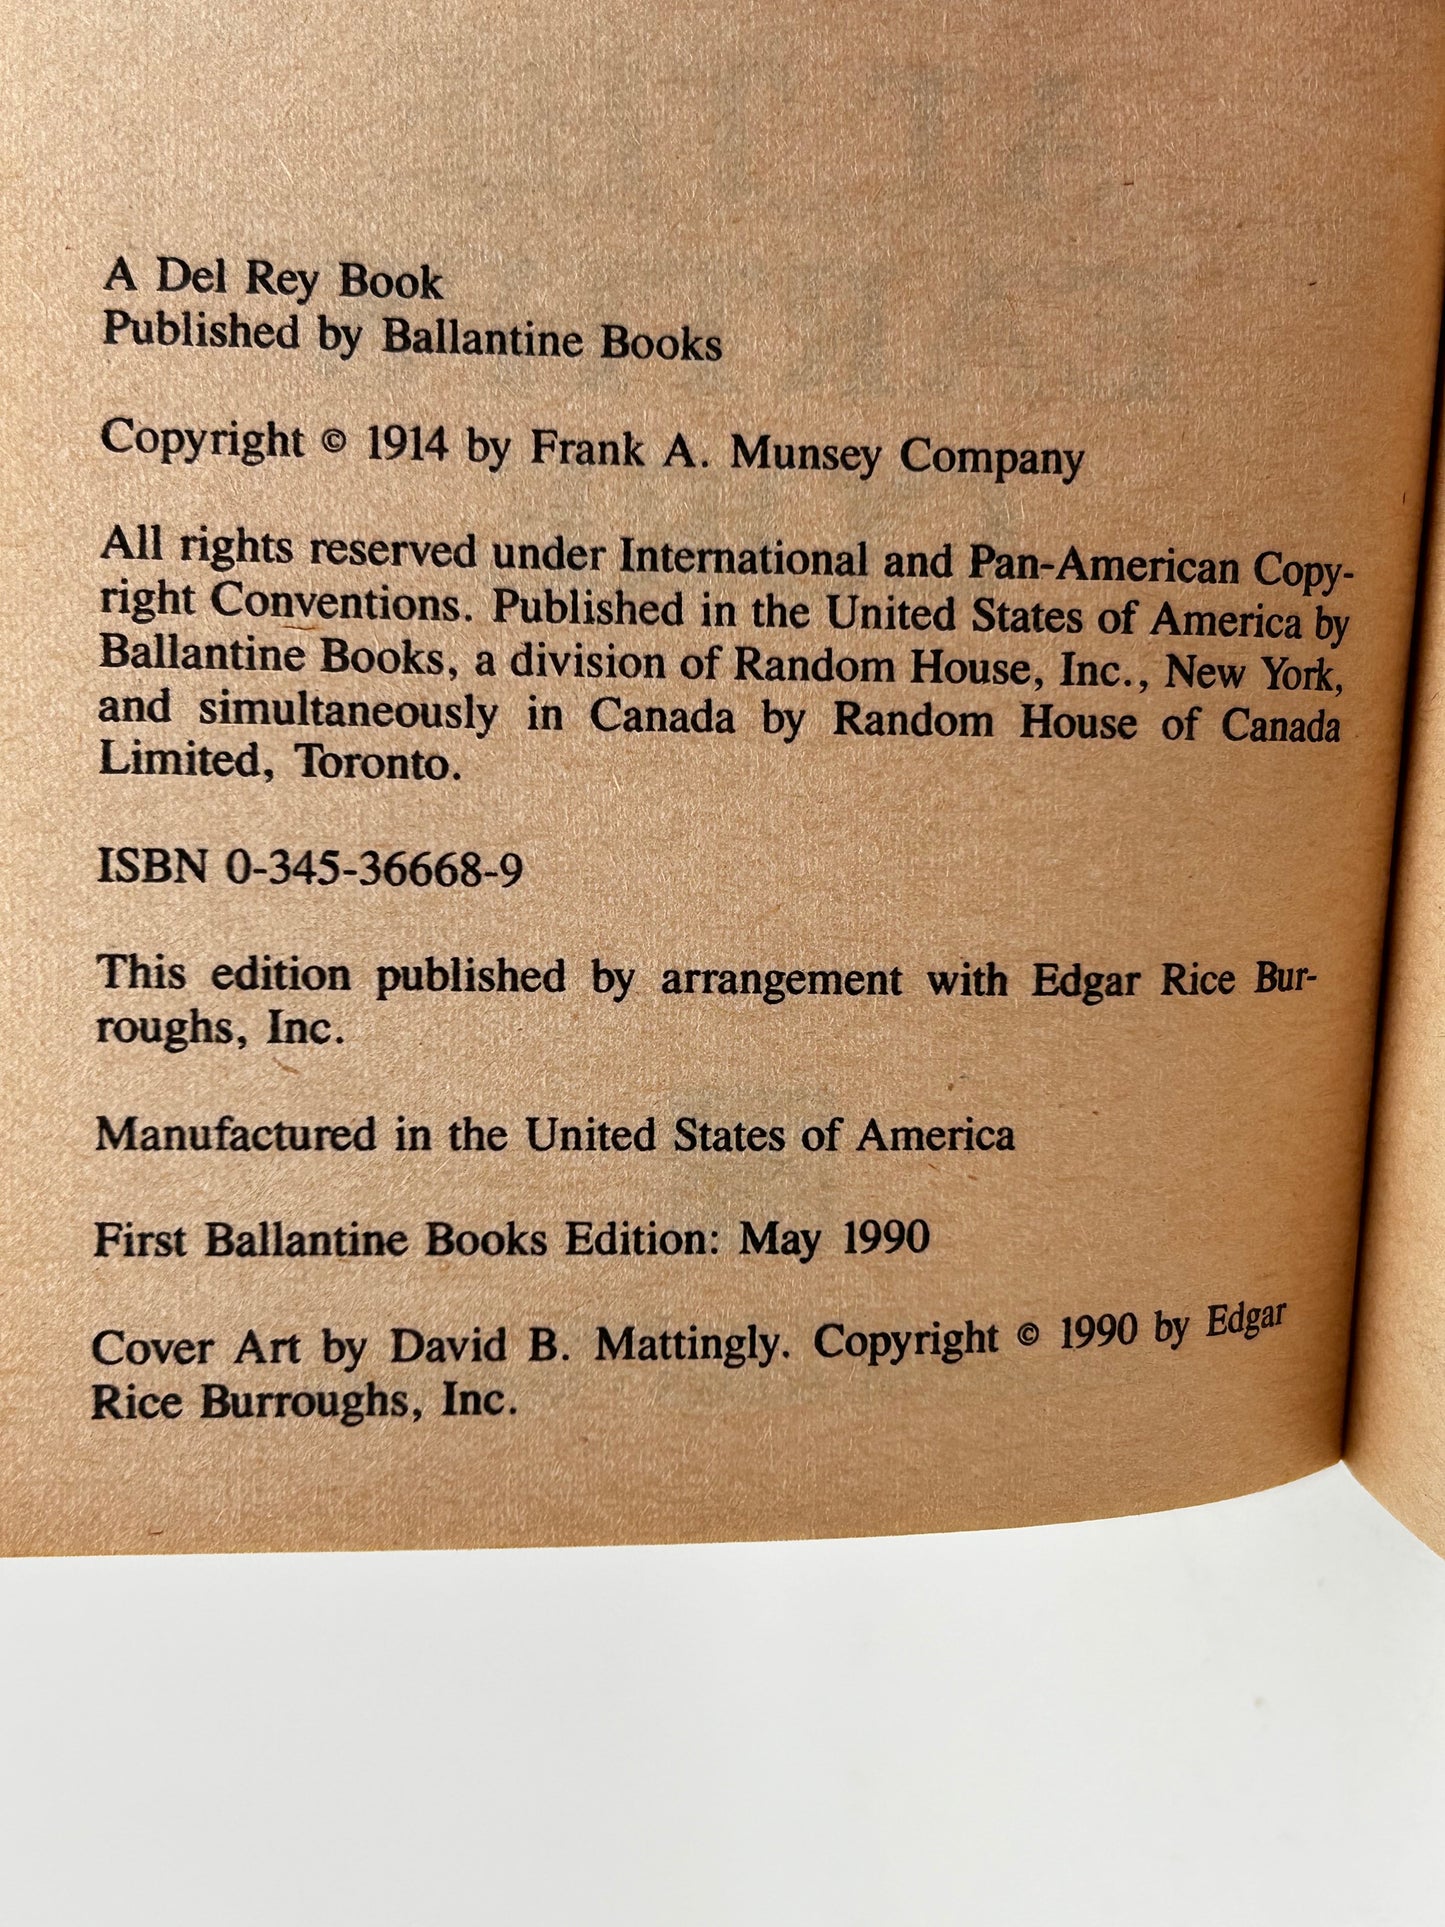 A Del Rey Book
Published by Ballantine Books
Copyright © 1914 by Frank A. Munsey Company
All rights reserved under International and Pan-American Copy-
right Conventions. Published in the United States of America by
Ballantine Books, a division of Random House, Inc., New York,
and simultaneously in Canada by Random House of Canada
Limited, Toronto.
ISBN 0-345-36668-9
This edition published by arrangement with Edgar Rice Bur-
roughs, Inc.
Manufactured in the United States of America
First Ballantine Books Edition: May 1990
Cover Art by David B. Mattingly. Copyright © 1990 by Edgar
Rice Burroughs, Inc.